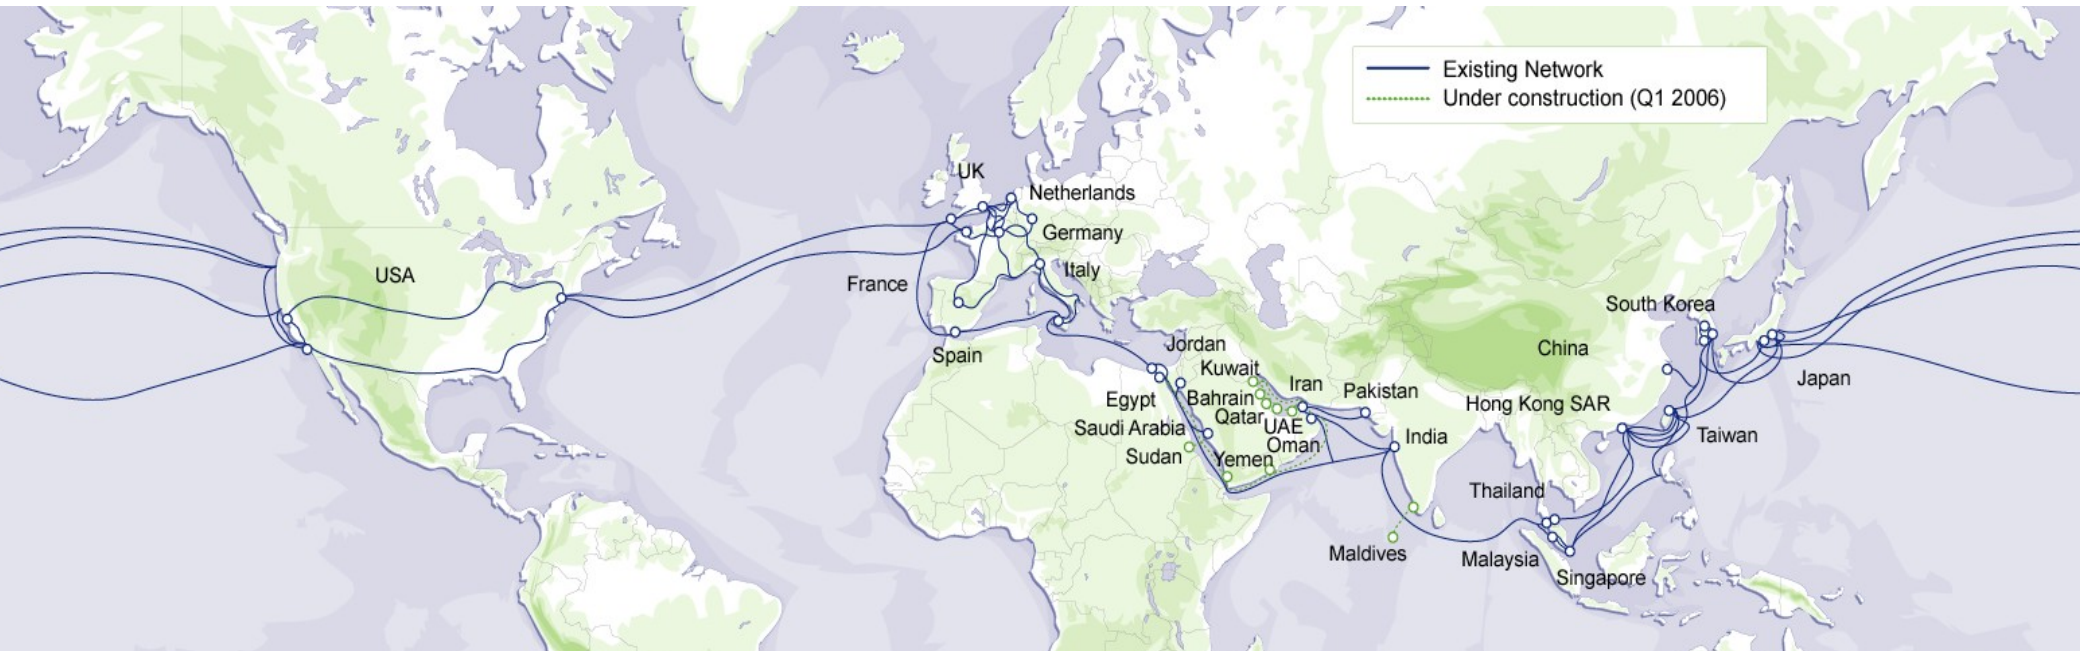 Existing Network
Under construction (Q1 2006)
UK
Netherlands
Germany
USA
Italy
France
South Korea
Spain
Jordan
China
Kuwait
Iran
Pakistan
Japan
Egypt
Bahrain
Hong Kong SAR
Qatar
UAE
Saudi Arabia
India
Taiwan
Oman
Sudan
Yemen
Thailand
Maldives
Malaysia
Singapore